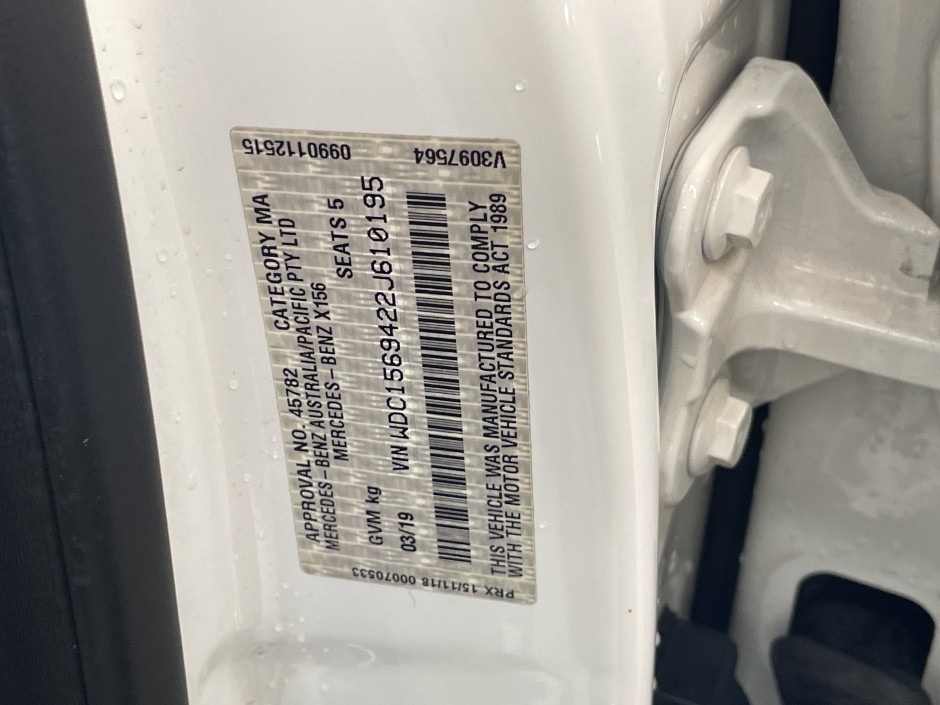 APPROVAL NO. 45782 CATEGORY MA
MERCEDES-BENZ AUSTRALIA/PACIFIC PTY LTD
MERCEDES-BENZ X156
GVM kg SEATS 5
VIN WDC1569422J610195
03/19
THIS VEHICLE WAS MANUFACTURED TO COMPLY
WITH THE MOTOR VEHICLE STANDARDS ACT 1989
0990112515 V3097564
PRX 15/11/18 00070533